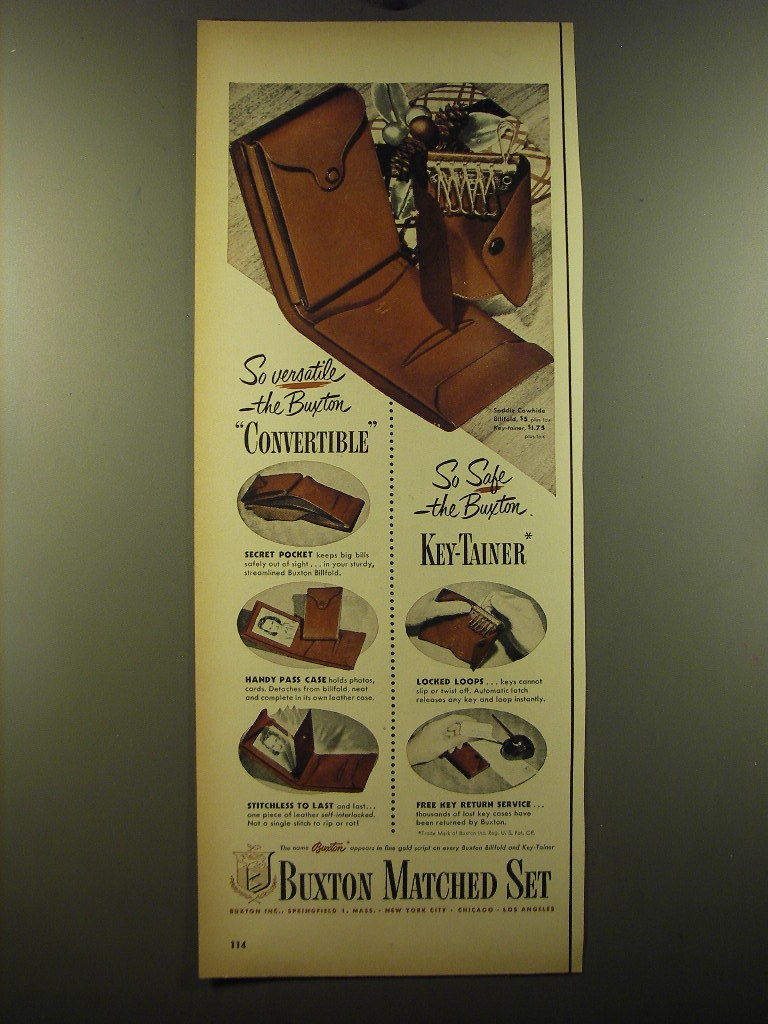 So versatile
—the Buxton
"CONVERTIBLE"
SECRET POCKET keeps big bills
safely out of sight ... in your sturdy,
streamlined Buxton Billfold.
HANDY PASS CASE holds photos,
cards. Detaches from billfold, neat
and complete in its own leather case.
STITCHLESS TO LAST and last...
one piece of leather self-interlocked.
Not a single stitch to rip or rot!
Saddle Cowhide
Billfold, $5 plus tax
Key-tainer, $1.75
plus tax
So Safe
—the Buxton
KEY-TAINER*
LOCKED LOOPS ... keys cannot
slip or twist off. Automatic latch
releases any key and loop instantly.
FREE KEY RETURN SERVICE ...
thousands of lost key cases have
been returned by Buxton.
*Trade Mark of Buxton Inc. Reg. U. S. Pat. Off.
The name Buxton* appears in fine gold script on every Buxton Billfold and Key-Tainer
BUXTON MATCHED SET
BUXTON INC., SPRINGFIELD 1, MASS. · NEW YORK CITY · CHICAGO · LOS ANGELES
114